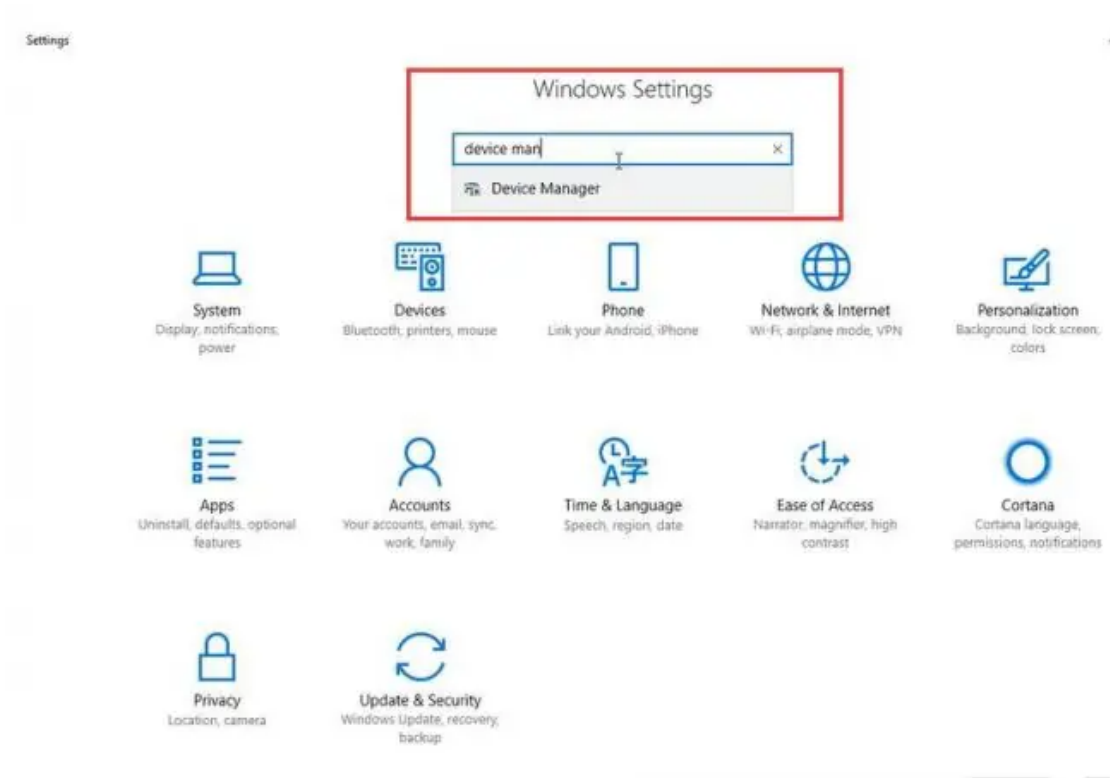 Settings
Windows Settings
device man
Device Manager
System
Display, notifications,
power
Devices
Bluetooth, printers, mouse
Phone
Link your Android, iPhone
Network & Internet
Wi-Fi, airplane mode, VPN
Personalization
Background, lock screen,
colors
Apps
Uninstall, defaults, optional
features
Accounts
Your accounts, email, sync,
work, family
Time & Language
Speech, region, date
Ease of Access
Narrator, magnifier, high
contrast
Cortana
Cortana language,
permissions, notifications
Privacy
Location, camera
Update & Security
Windows Update, recovery,
backup